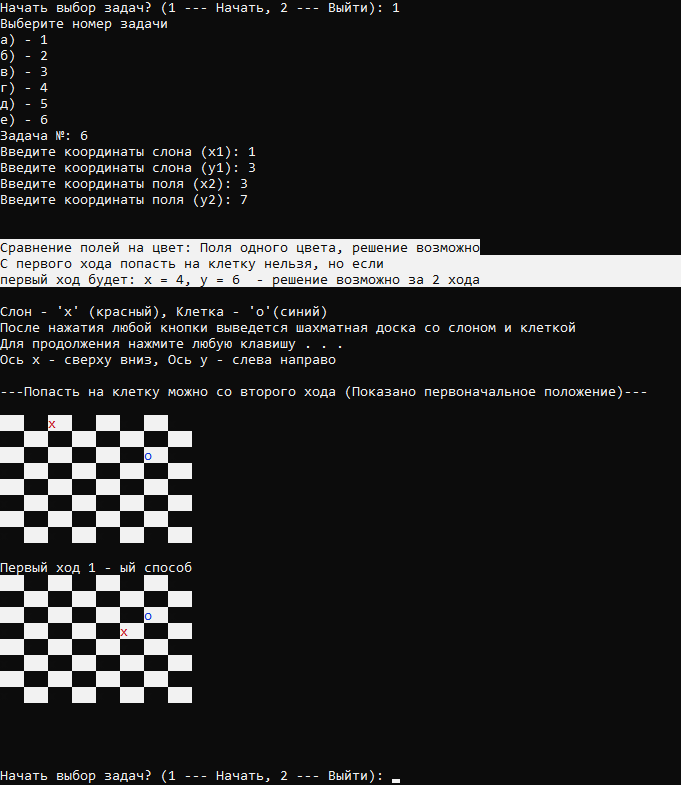 Начать выбор задач? (1 --- Начать, 2 --- Выйти): 1
Выберите номер задачи
а) - 1
б) - 2
в) - 3
г) - 4
д) - 5
е) - 6
Задача №: 6
Введите координаты слона (x1): 1
Введите координаты слона (y1): 3
Введите координаты поля (x2): 3
Введите координаты поля (y2): 7
Сравнение полей на цвет: Поля одного цвета, решение возможно
С первого хода попасть на клетку нельзя, но если
первый ход будет: x = 4, y = 6  - решение возможно за 2 хода
Слон - 'x' (красный), Клетка - 'o'(синий)
После нажатия любой кнопки выведется шахматная доска со слоном и клеткой
Для продолжения нажмите любую клавишу . . .
Ось x - сверху вниз, Ось y - слева направо
---Попасть на клетку можно со второго хода (Показано первоначальное положение)---
x
o
Первый ход 1 - ый способ
o
x
Начать выбор задач? (1 --- Начать, 2 --- Выйти):